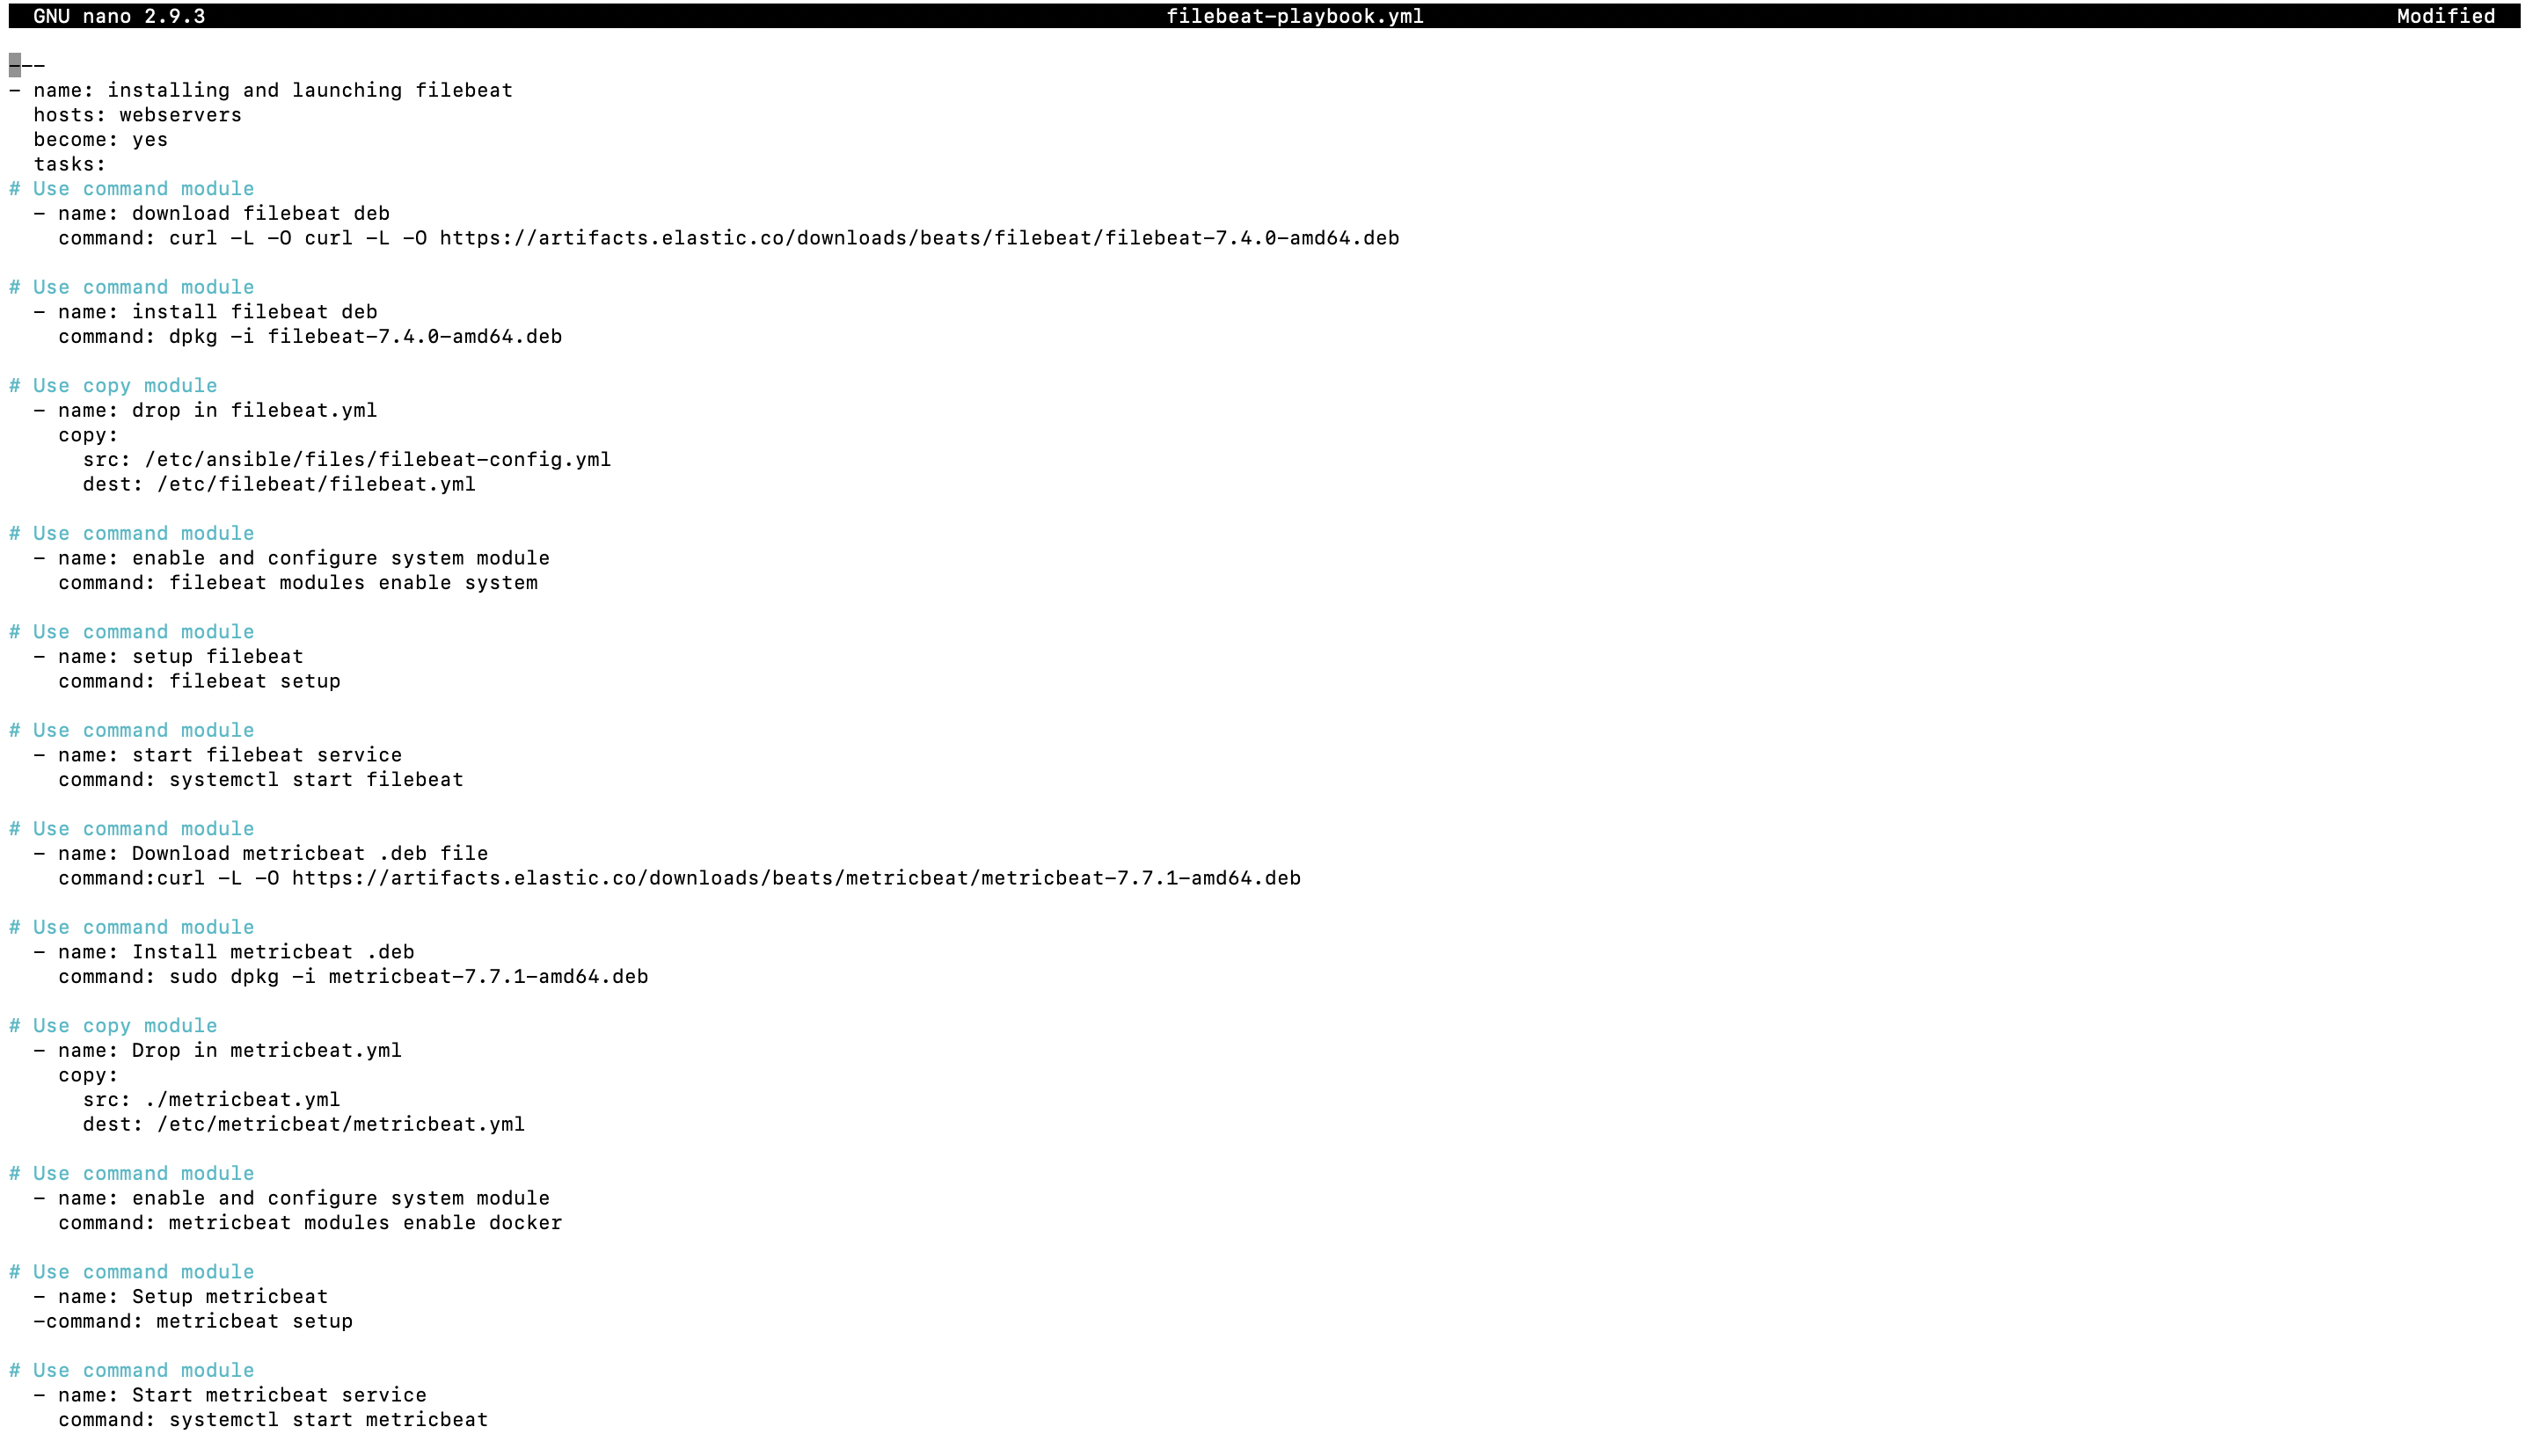 GNU nano 2.9.3 filebeat-playbook.yml Modified
---
- name: installing and launching filebeat
  hosts: webservers
  become: yes
  tasks:
# Use command module
  - name: download filebeat deb
    command: curl -L -O curl -L -O https://artifacts.elastic.co/downloads/beats/filebeat/filebeat-7.4.0-amd64.deb

# Use command module
  - name: install filebeat deb
    command: dpkg -i filebeat-7.4.0-amd64.deb

# Use copy module
  - name: drop in filebeat.yml
    copy:
      src: /etc/ansible/files/filebeat-config.yml
      dest: /etc/filebeat/filebeat.yml

# Use command module
  - name: enable and configure system module
    command: filebeat modules enable system

# Use command module
  - name: setup filebeat
    command: filebeat setup

# Use command module
  - name: start filebeat service
    command: systemctl start filebeat

# Use command module
  - name: Download metricbeat .deb file
    command:curl -L -O https://artifacts.elastic.co/downloads/beats/metricbeat/metricbeat-7.7.1-amd64.deb

# Use command module
  - name: Install metricbeat .deb
    command: sudo dpkg -i metricbeat-7.7.1-amd64.deb

# Use copy module
  - name: Drop in metricbeat.yml
    copy:
      src: ./metricbeat.yml
      dest: /etc/metricbeat/metricbeat.yml

# Use command module
  - name: enable and configure system module
    command: metricbeat modules enable docker

# Use command module
  - name: Setup metricbeat
  -command: metricbeat setup

# Use command module
  - name: Start metricbeat service
    command: systemctl start metricbeat